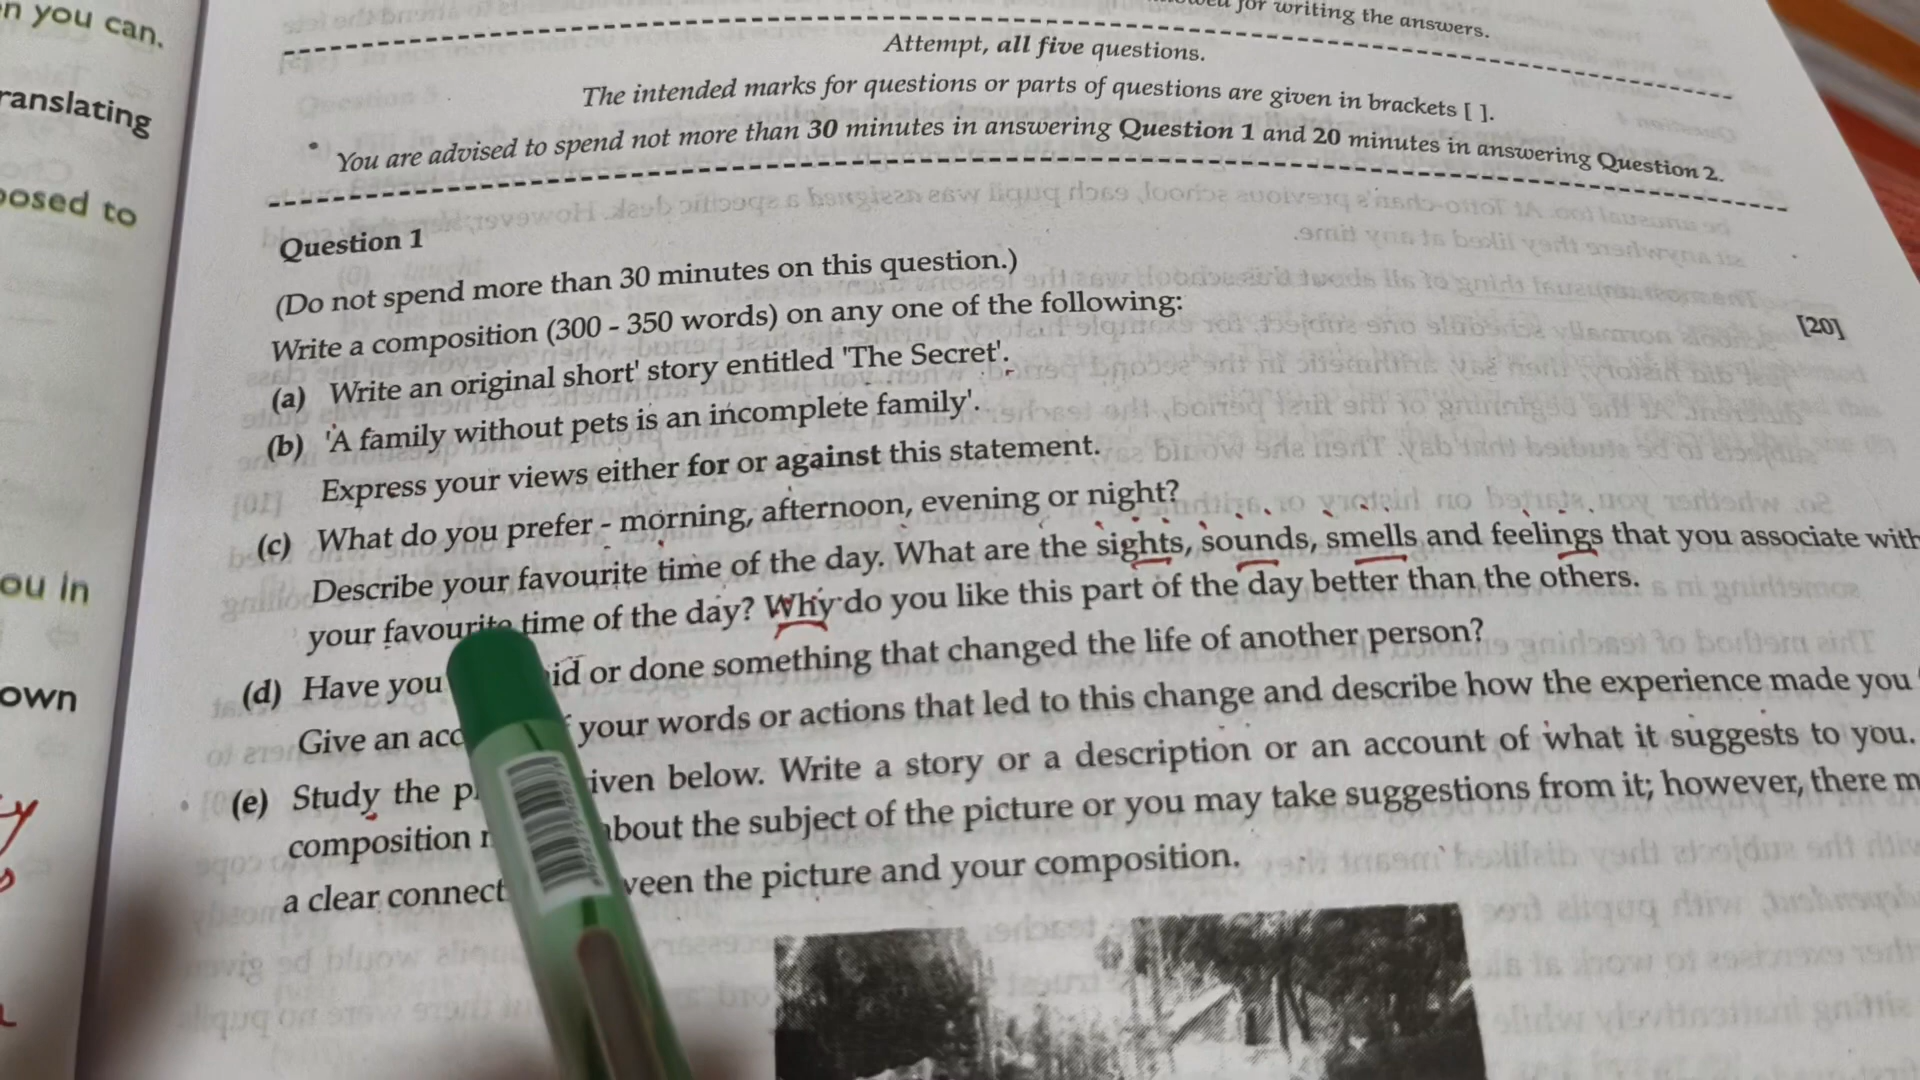 n you can.
ranslating
posed to
ou in
own
for writing the answers.
Attempt, all five questions.
The intended marks for questions or parts of questions are given in brackets [ ].
You are advised to spend not more than 30 minutes in answering Question 1 and 20 minutes in answering Question 2.
Question 1
(Do not spend more than 30 minutes on this question.)
Write a composition (300 - 350 words) on any one of the following: [20]
(a) Write an original short' story entitled 'The Secret'.
(b) 'A family without pets is an incomplete family'.
Express your views either for or against this statement.
(c) What do you prefer - morning, afternoon, evening or night?
Describe your favourite time of the day. What are the sights, sounds, smells and feelings that you associate with
your favourite time of the day? Why do you like this part of the day better than the others.
(d) Have you id or done something that changed the life of another person?
Give an acc your words or actions that led to this change and describe how the experience made you
(e) Study the p iven below. Write a story or a description or an account of what it suggests to you.
composition about the subject of the picture or you may take suggestions from it; however, there m
a clear connect ween the picture and your composition.